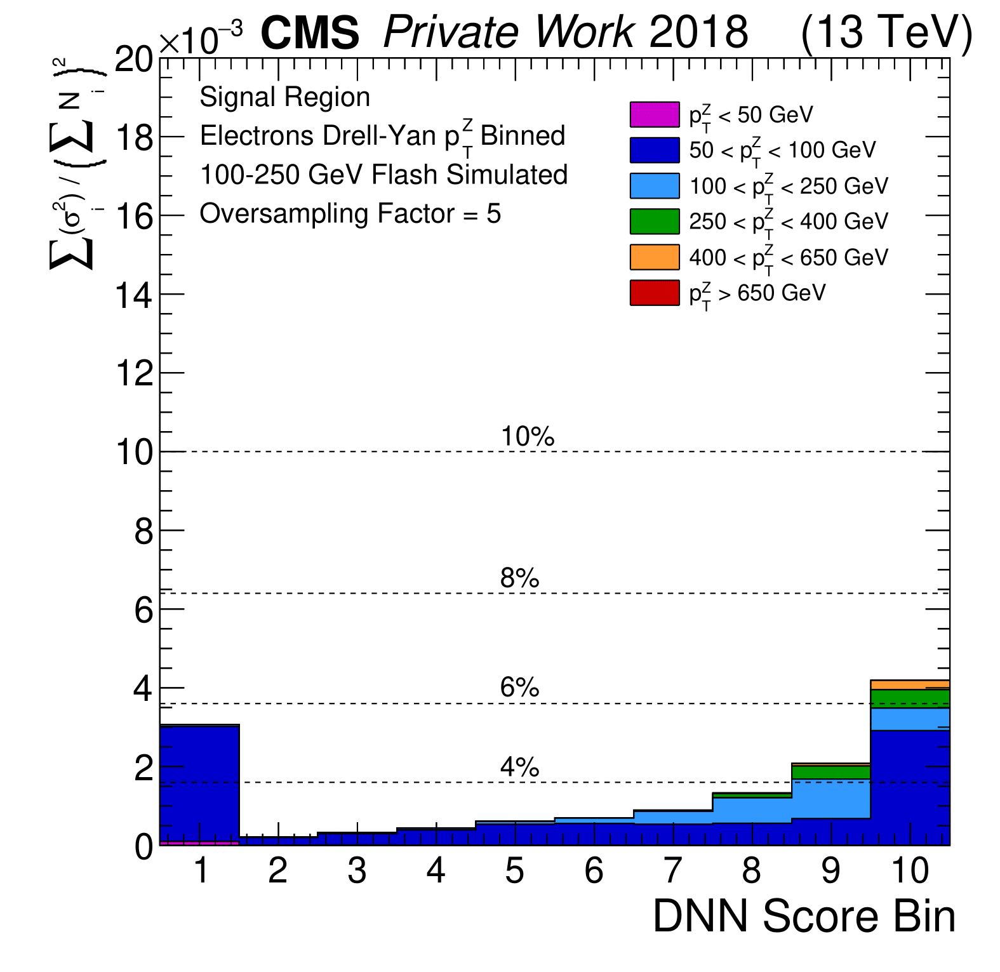 ×10⁻³ CMS Private Work 2018 (13 TeV)
∑(σᵢ²) / (∑Nᵢ)²
Signal Region
Electrons Drell-Yan p_T^Z Binned
100-250 GeV Flash Simulated
Oversampling Factor = 5
p_T^Z < 50 GeV
50 < p_T^Z < 100 GeV
100 < p_T^Z < 250 GeV
250 < p_T^Z < 400 GeV
400 < p_T^Z < 650 GeV
p_T^Z > 650 GeV
20
18
16
14
12
10
8
6
4
2
0
10%
8%
6%
4%
1 2 3 4 5 6 7 8 9 10
DNN Score Bin